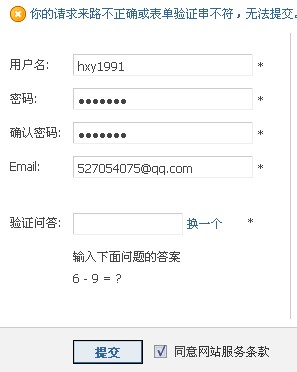 您的请求来路不正确或表单验证串不符，无法提交。
用户名: hxy1991 *
密码: ●●●●●●● *
确认密码: ●●●●●●● *
Email: 527054075@qq.com *
验证问答: 换一个 *
输入下面问题的答案
6 - 9 = ?
提交 同意网站服务条款